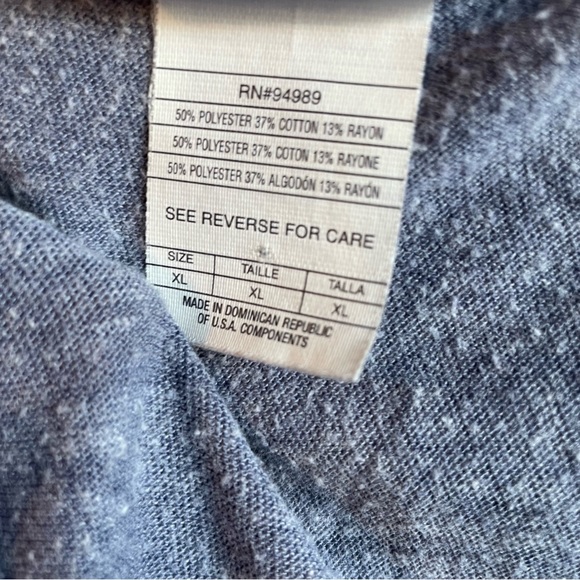 RN#94989
50% POLYESTER 37% COTTON 13% RAYON
50% POLYESTER 37% COTON 13% RAYONE
50% POLYESTER 37% ALGODÓN 13% RAYÓN
SEE REVERSE FOR CARE
SIZE TAILLE TALLA
XL XL XL
MADE IN DOMINICAN REPUBLIC
OF U.S.A. COMPONENTS